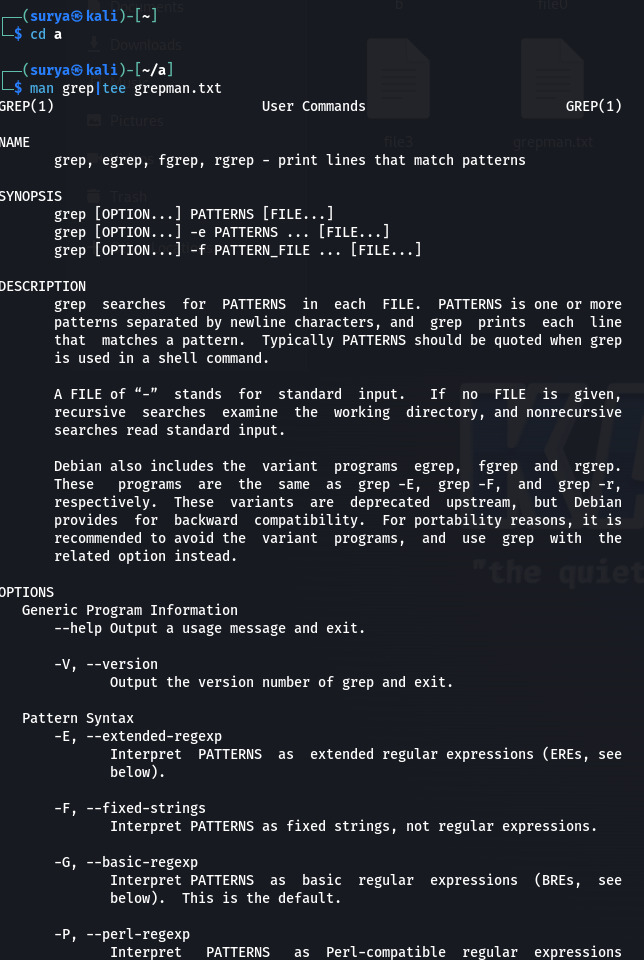 (surya㉿kali)-[~]
$ cd a
(surya㉿kali)-[~/a]
$ man grep|tee grepman.txt
GREP(1) User Commands GREP(1)
NAME
grep, egrep, fgrep, rgrep - print lines that match patterns
SYNOPSIS
grep [OPTION...] PATTERNS [FILE...]
grep [OPTION...] -e PATTERNS ... [FILE...]
grep [OPTION...] -f PATTERN_FILE ... [FILE...]
DESCRIPTION
grep searches for PATTERNS in each FILE. PATTERNS is one or more
patterns separated by newline characters, and grep prints each line
that matches a pattern. Typically PATTERNS should be quoted when grep
is used in a shell command.
A FILE of “-” stands for standard input. If no FILE is given,
recursive searches examine the working directory, and nonrecursive
searches read standard input.
Debian also includes the variant programs egrep, fgrep and rgrep.
These programs are the same as grep -E, grep -F, and grep -r,
respectively. These variants are deprecated upstream, but Debian
provides for backward compatibility. For portability reasons, it is
recommended to avoid the variant programs, and use grep with the
related option instead.
OPTIONS
Generic Program Information
--help Output a usage message and exit.
-V, --version
Output the version number of grep and exit.
Pattern Syntax
-E, --extended-regexp
Interpret PATTERNS as extended regular expressions (EREs, see
below).
-F, --fixed-strings
Interpret PATTERNS as fixed strings, not regular expressions.
-G, --basic-regexp
Interpret PATTERNS as basic regular expressions (BREs, see
below). This is the default.
-P, --perl-regexp
Interpret PATTERNS as Perl-compatible regular expressions
Documents
Downloads
Pictures
Trash
b
file0
file3
grepman.txt
"the quiet